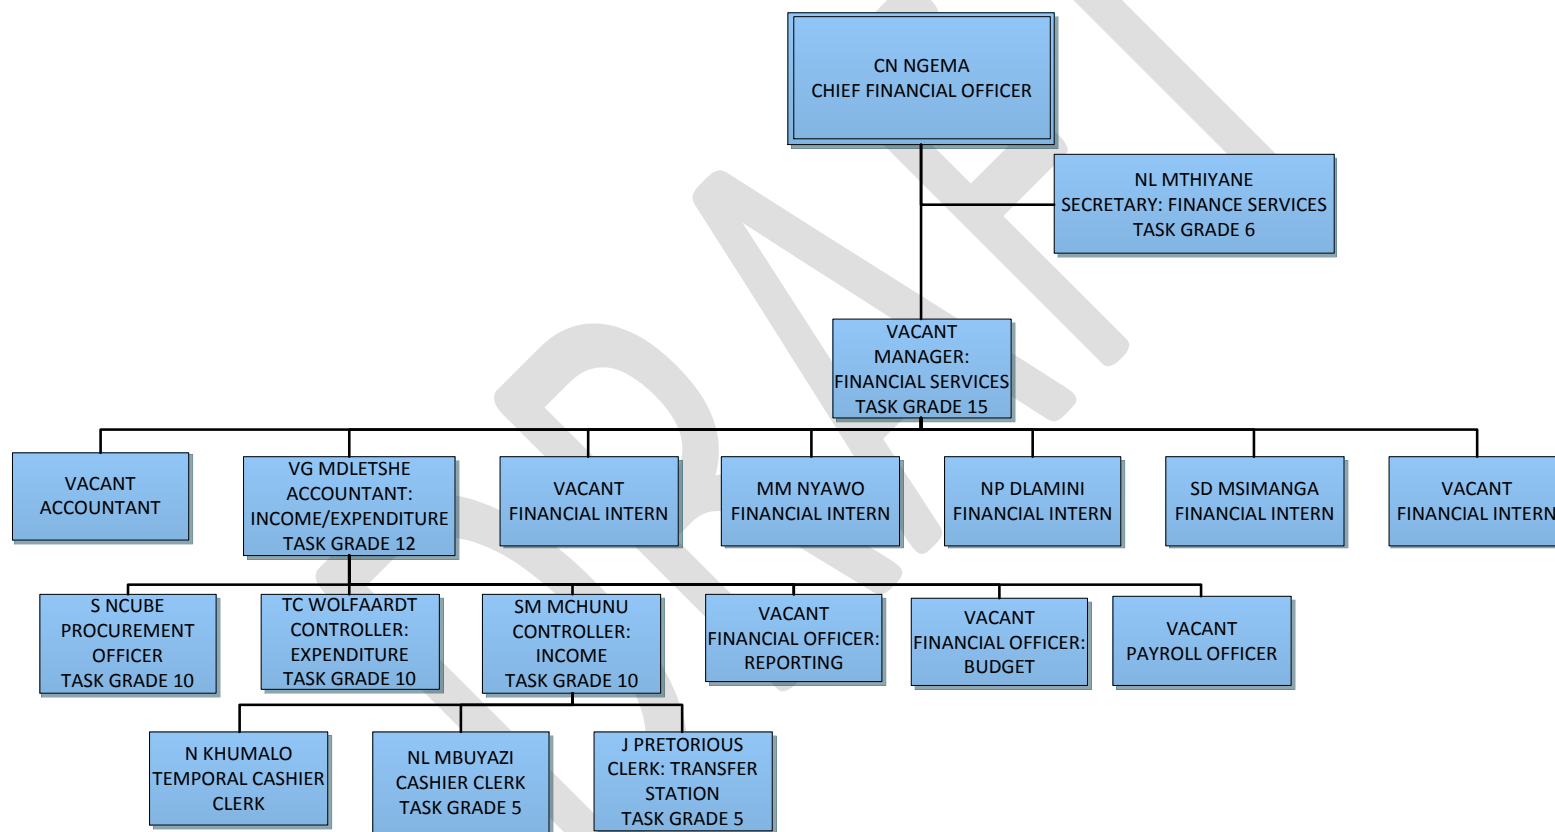 CN NGEMA
CHIEF FINANCIAL OFFICER
NL MTHIYANE
SECRETARY: FINANCE SERVICES
TASK GRADE 6
VACANT
MANAGER:
FINANCIAL SERVICES
TASK GRADE 15
VACANT
ACCOUNTANT
VG MDLETSHE
ACCOUNTANT:
INCOME/EXPENDITURE
TASK GRADE 12
VACANT
FINANCIAL INTERN
MM NYAWO
FINANCIAL INTERN
NP DLAMINI
FINANCIAL INTERN
SD MSIMANGA
FINANCIAL INTERN
VACANT
FINANCIAL INTERN
S NCUBE
PROCUREMENT
OFFICER
TASK GRADE 10
TC WOLFAARDT
CONTROLLER:
EXPENDITURE
TASK GRADE 10
SM MCHUNU
CONTROLLER:
INCOME
TASK GRADE 10
VACANT
FINANCIAL OFFICER:
REPORTING
VACANT
FINANCIAL OFFICER:
BUDGET
VACANT
PAYROLL OFFICER
N KHUMALO
TEMPORAL CASHIER
CLERK
NL MBUYAZI
CASHIER CLERK
TASK GRADE 5
J PRETORIOUS
CLERK: TRANSFER
STATION
TASK GRADE 5
DRAF